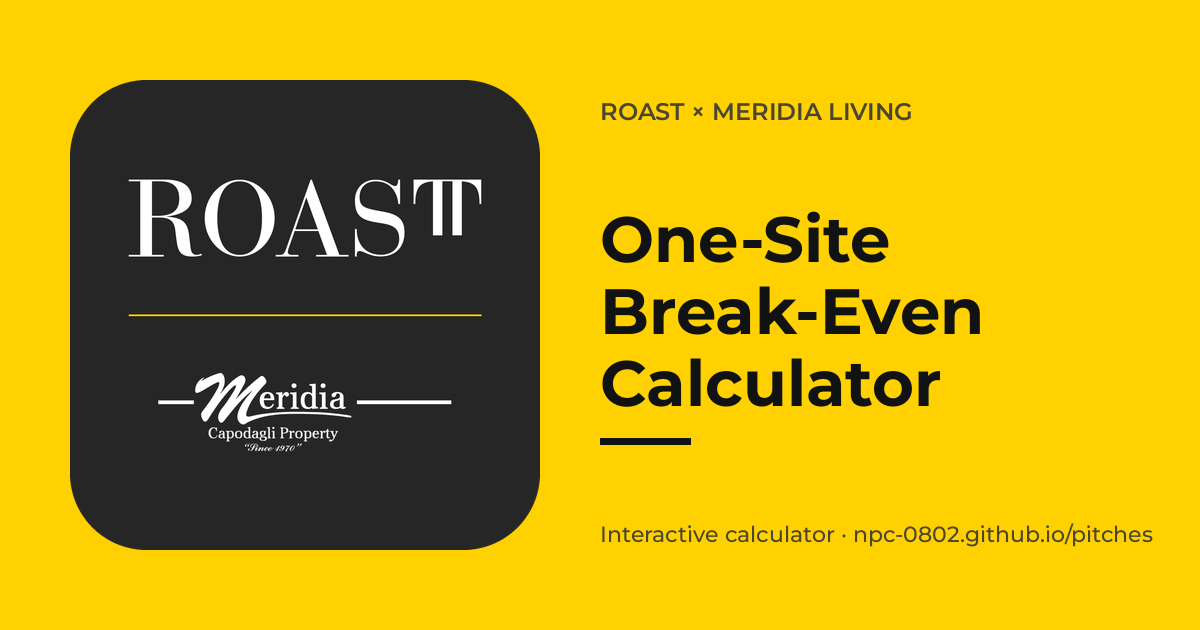 ROAST
Meridia
Capodagli Property
“Since 1970”
ROAST × MERIDIA LIVING
One-Site
Break-Even
Calculator
Interactive calculator · npc-0802.github.io/pitches